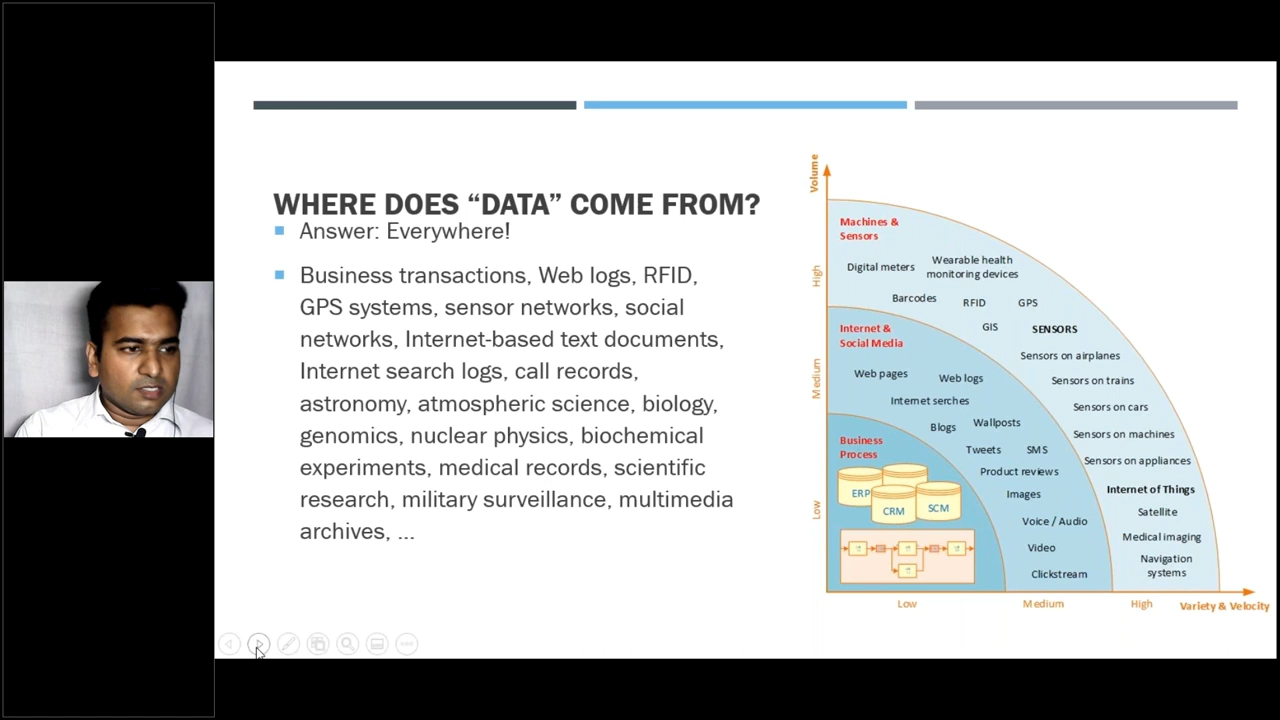 WHERE DOES “DATA” COME FROM?
Answer: Everywhere!
Business transactions, Web logs, RFID,
GPS systems, sensor networks, social
networks, Internet-based text documents,
Internet search logs, call records,
astronomy, atmospheric science, biology,
genomics, nuclear physics, biochemical
experiments, medical records, scientific
research, military surveillance, multimedia
archives, ...
Volume
High
Medium
Low
Machines &
Sensors
Digital meters
Wearable health
monitoring devices
Barcodes
RFID
GPS
GIS
SENSORS
Sensors on airplanes
Sensors on trains
Sensors on cars
Sensors on machines
Sensors on appliances
Internet of Things
Satellite
Medical imaging
Navigation
systems
Internet &
Social Media
Web pages
Web logs
Internet serches
Blogs
Wallposts
Tweets
SMS
Product reviews
Images
Voice / Audio
Video
Clickstream
Business
Process
ERP
CRM
SCM
Low
Medium
High
Variety & Velocity